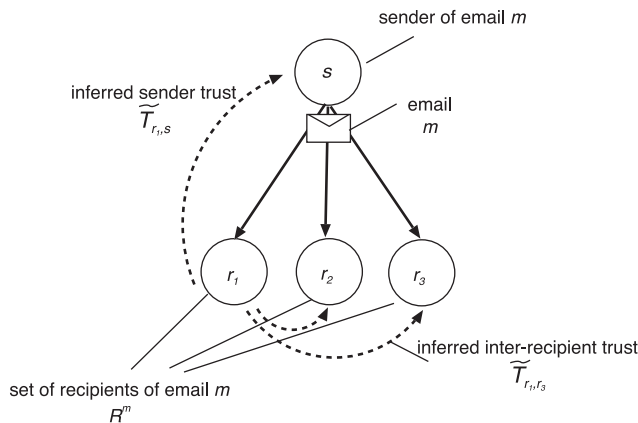 sender of email m
s
inferred sender trust
T̃r₁,s
email
m
r₁
r₂
r₃
inferred inter-recipient trust
T̃r₁,r₃
set of recipients of email m
Rᵐ